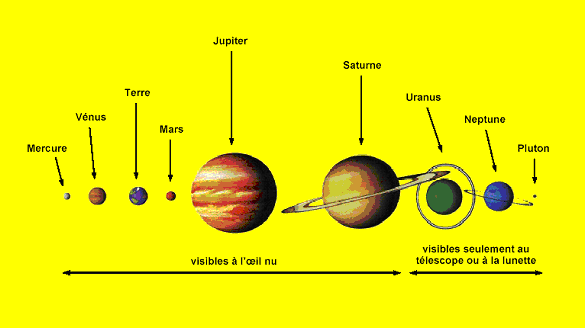 Jupiter
Saturne
Terre
Uranus
Vénus
Neptune
Mars
Mercure
Pluton
visibles à l'œil nu
visibles seulement au
télescope ou à la lunette